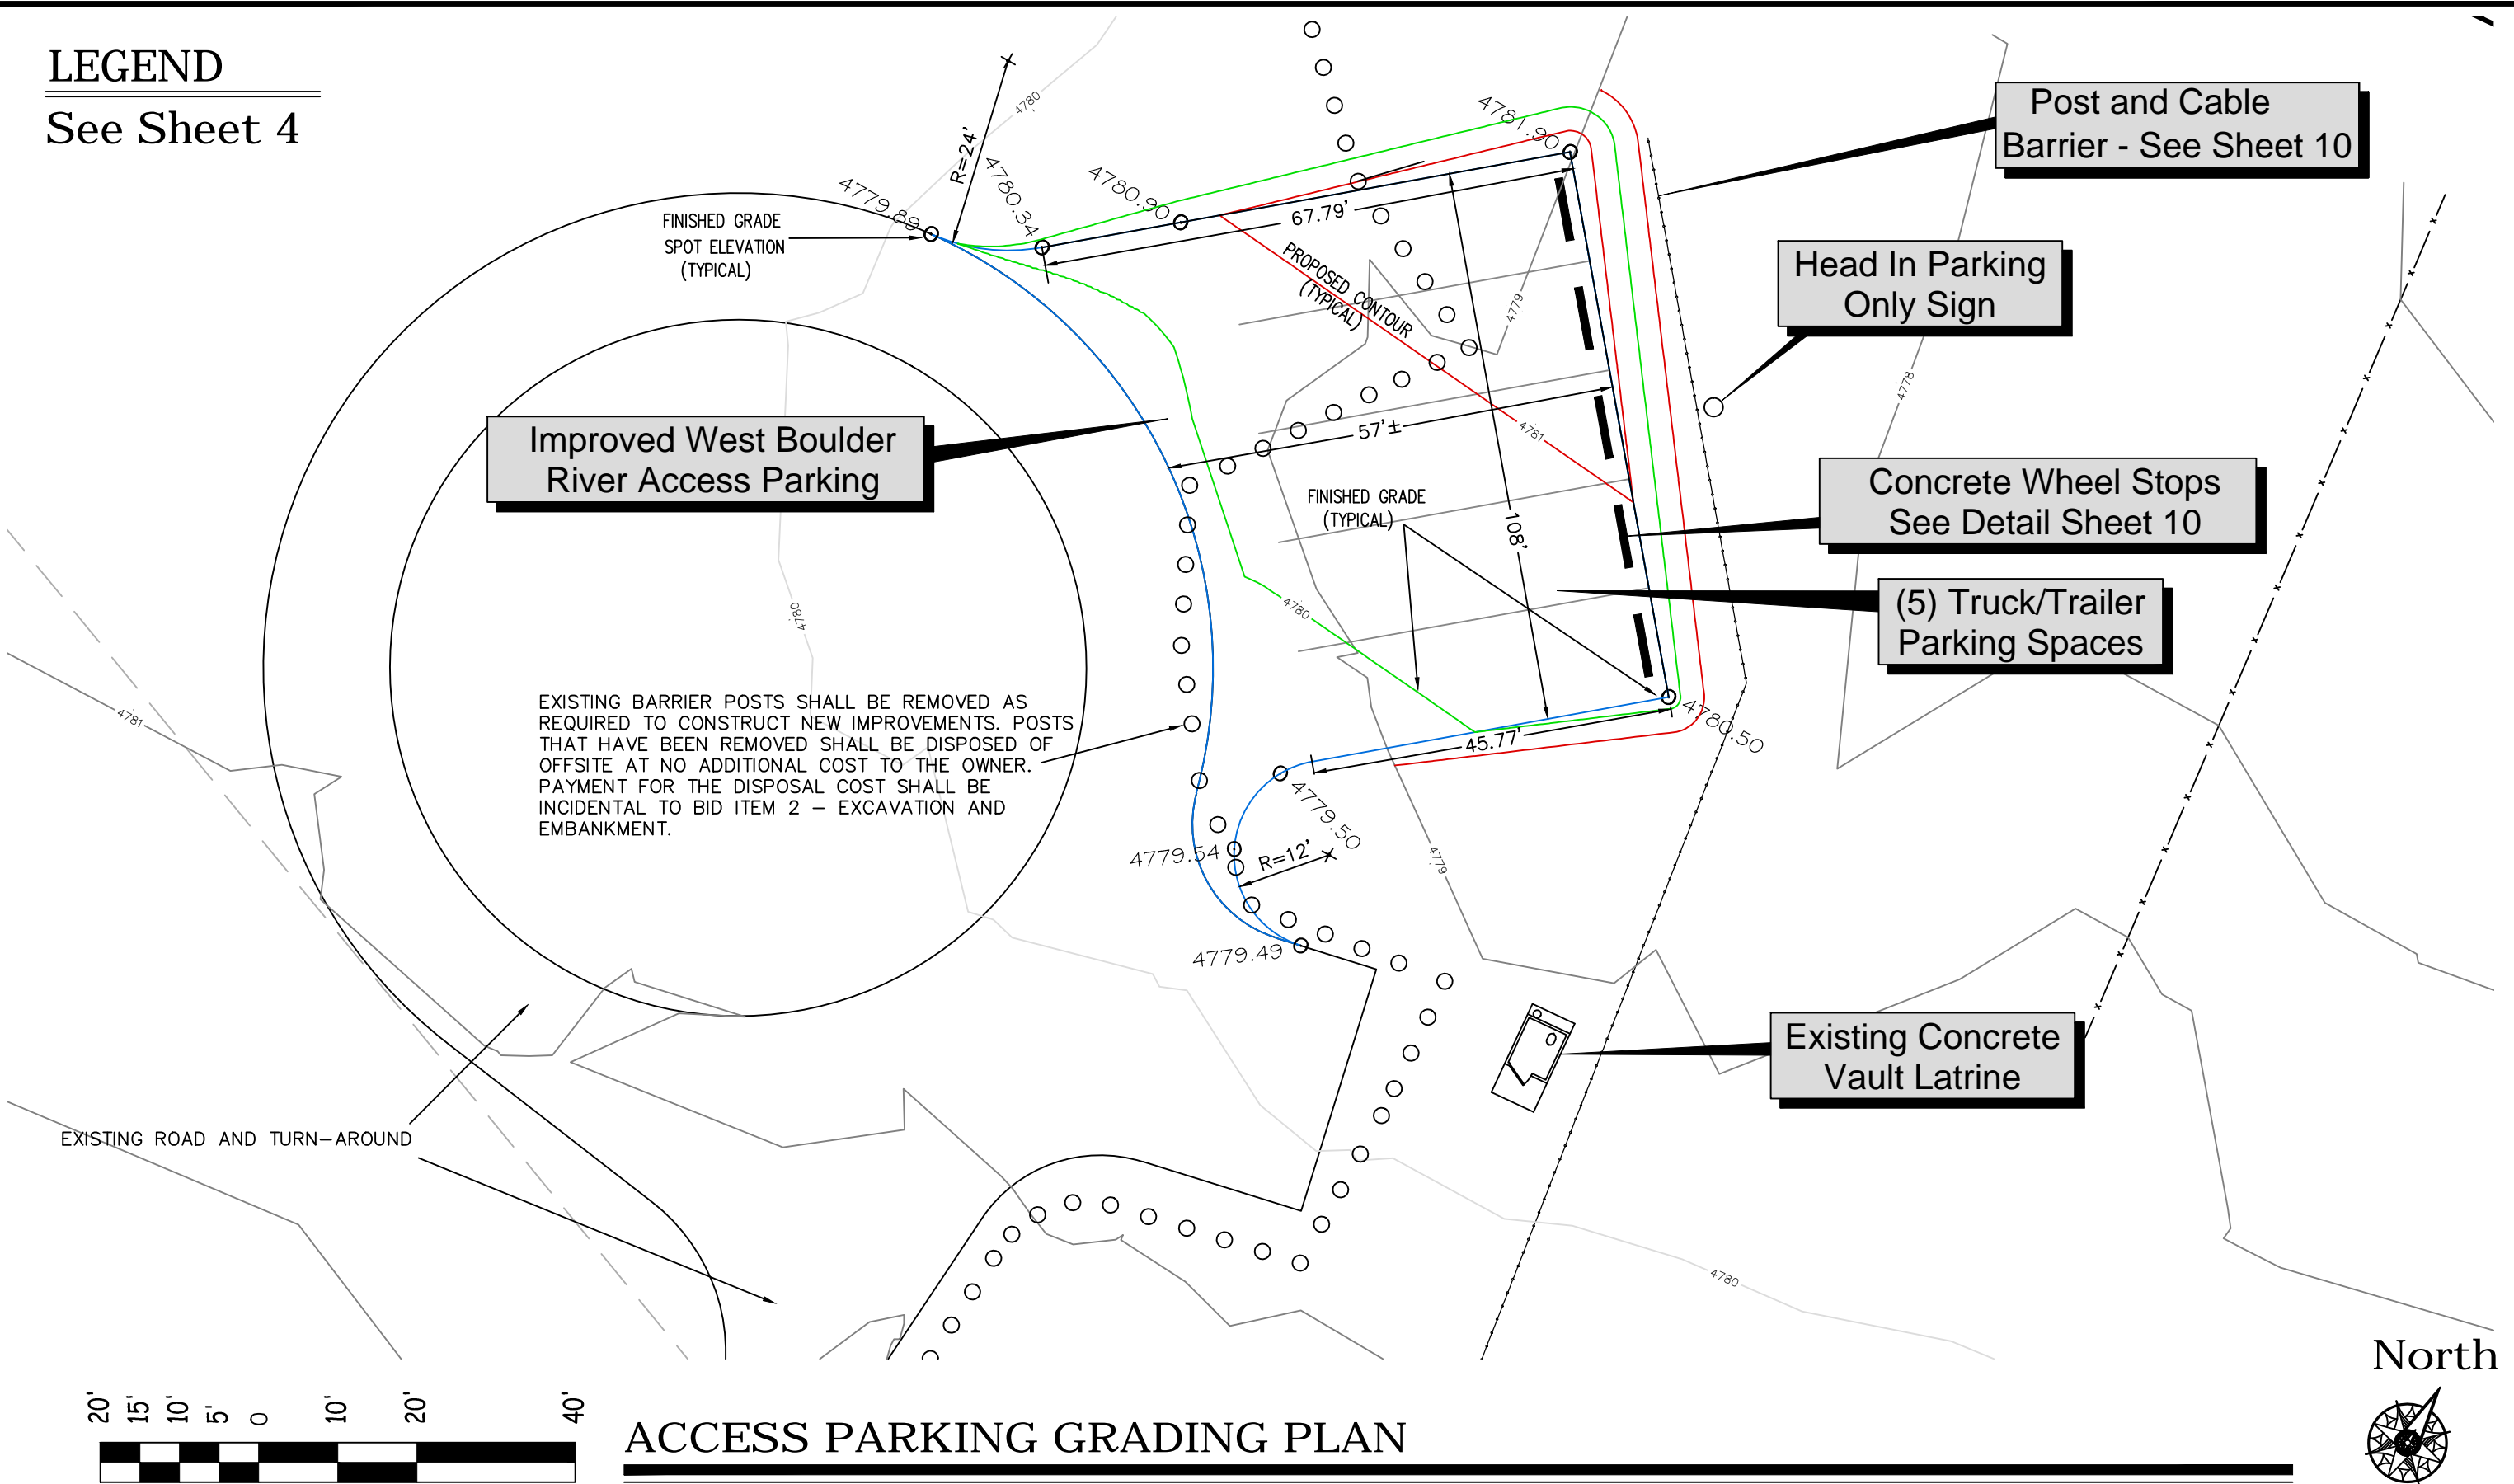 LEGEND
See Sheet 4
4780
R=24'
4779.89
4780.34
4780.90
4781.90
FINISHED GRADE
SPOT ELEVATION
(TYPICAL)
67.79'
PROPOSED CONTOUR
(TYPICAL)
4779
Post and Cable
Barrier - See Sheet 10
Head In Parking
Only Sign
4778
Improved West Boulder
River Access Parking
57'±
4781
FINISHED GRADE
(TYPICAL)
108'
Concrete Wheel Stops
See Detail Sheet 10
(5) Truck/Trailer
Parking Spaces
4780
4780
4781
EXISTING BARRIER POSTS SHALL BE REMOVED AS
REQUIRED TO CONSTRUCT NEW IMPROVEMENTS. POSTS
THAT HAVE BEEN REMOVED SHALL BE DISPOSED OF
OFFSITE AT NO ADDITIONAL COST TO THE OWNER.
PAYMENT FOR THE DISPOSAL COST SHALL BE
INCIDENTAL TO BID ITEM 2 – EXCAVATION AND
EMBANKMENT.
45.77'
4780.50
4779.50
4779.54
R=12'
4779
4779.49
Existing Concrete
Vault Latrine
EXISTING ROAD AND TURN–AROUND
4780
North
20' 15' 10' 5' 0 10' 20' 40'
ACCESS PARKING GRADING PLAN